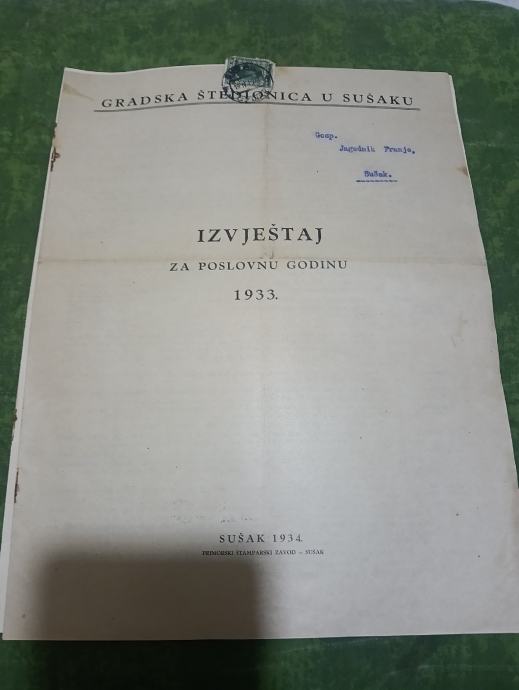 GRADSKA ŠTEDIONICA U SUŠAKU
Gosp.
Jagodnik Franjo,
Sušak.
IZVJEŠTAJ
ZA POSLOVNU GODINU
1933.
SUŠAK 1934.
PRIMORSKI ŠTAMPARSKI ZAVOD – SUŠAK